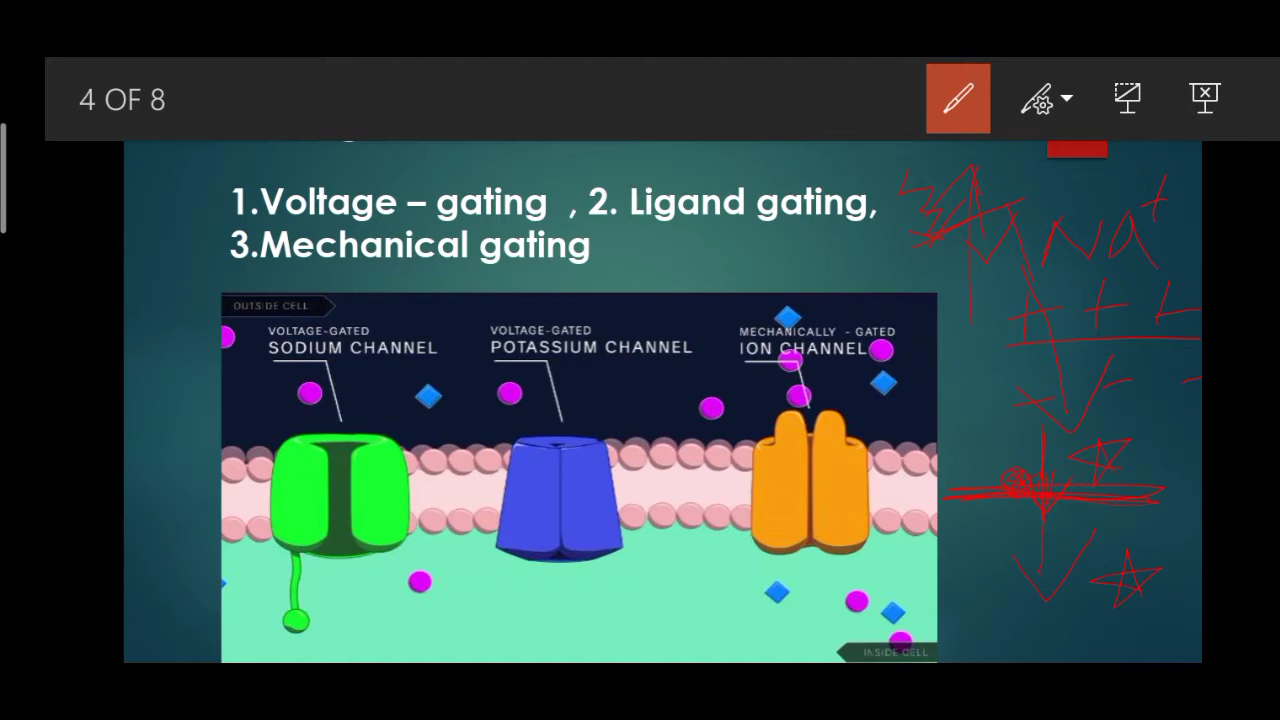 4 OF 8
1.Voltage – gating , 2. Ligand gating,
3.Mechanical gating
OUTSIDE CELL
VOLTAGE-GATED
SODIUM CHANNEL
VOLTAGE-GATED
POTASSIUM CHANNEL
MECHANICALLY - GATED
ION CHANNEL
INSIDE CELL
Na+